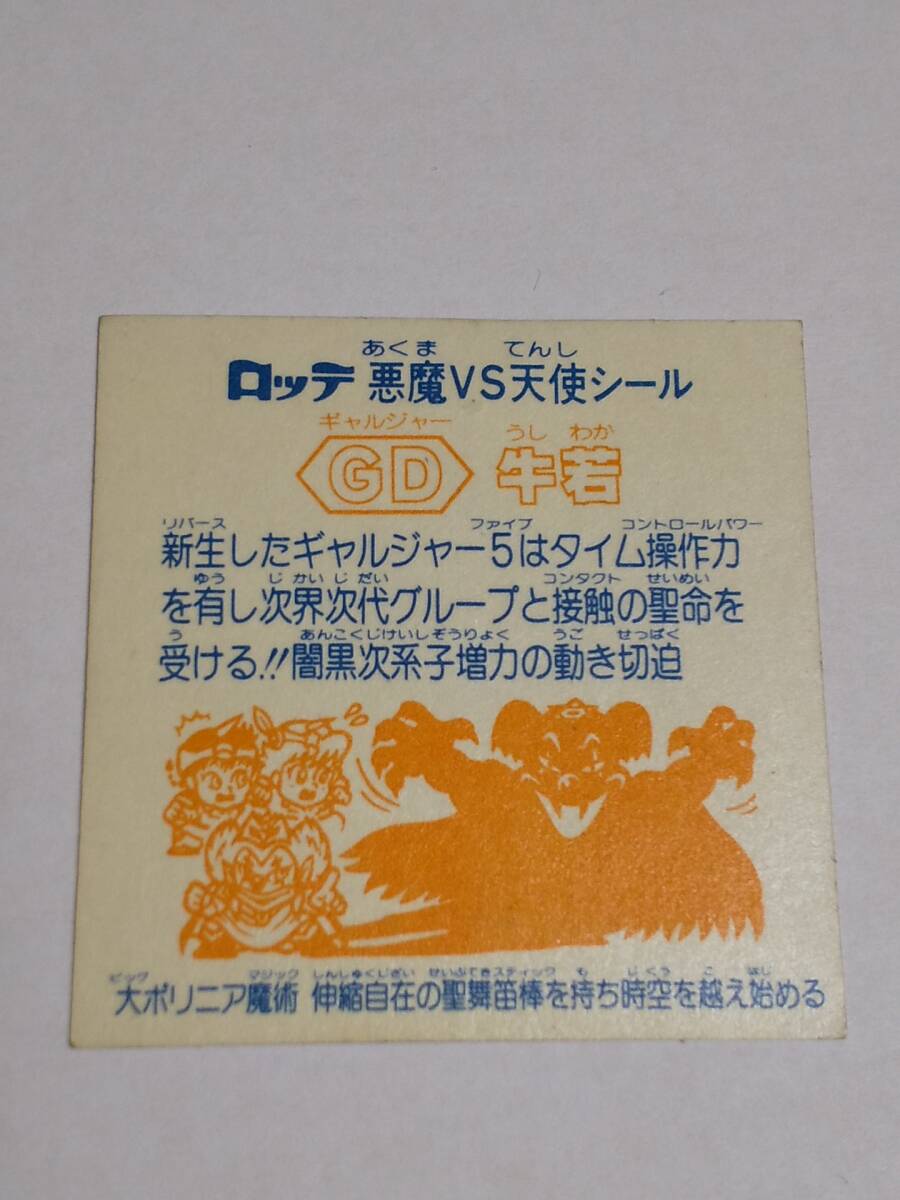 あくま てんし
ロッテ 悪魔VS天使シール
ギャルジャー うし わか
GD 牛若
リバース ファイブ コントロールパワー
新生したギャルジャー5はタイム操作力
ゆう じ かい じ だい コンタクト せいめい
を有し次界次代グループと接触の聖命を
う あんこくじけいしぞうりょく うご せっぱく
受ける!!闇黒次系子増力の動き切迫
ビッグ マジック しんしゅくじざい せいぶてきスティック も じくう こ はじ
大ポリニア魔術 伸縮自在の聖舞笛棒を持ち時空を越え始める